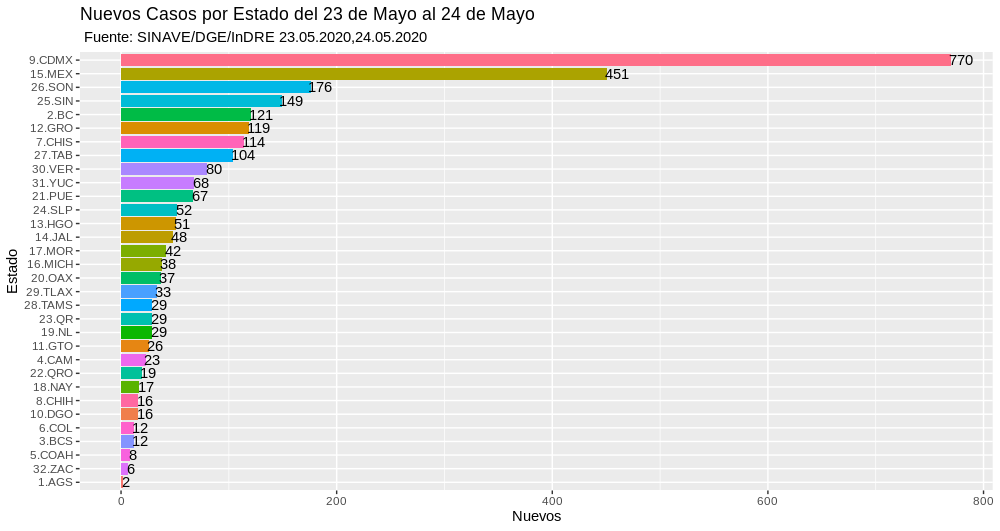 Nuevos Casos por Estado del 23 de Mayo al 24 de Mayo
Fuente: SINAVE/DGE/InDRE 23.05.2020,24.05.2020
Estado
9.CDMX 770
15.MEX 451
26.SON 176
25.SIN 149
2.BC 121
12.GRO 119
7.CHIS 114
27.TAB 104
30.VER 80
31.YUC 68
21.PUE 67
24.SLP 52
13.HGO 51
14.JAL 48
17.MOR 42
16.MICH 38
20.OAX 37
29.TLAX 33
28.TAMS 29
23.QR 29
19.NL 29
11.GTO 26
4.CAM 23
22.QRO 19
18.NAY 17
8.CHIH 16
10.DGO 16
6.COL 12
3.BCS 12
5.COAH 8
32.ZAC 6
1.AGS 2
0 200 400 600 800
Nuevos